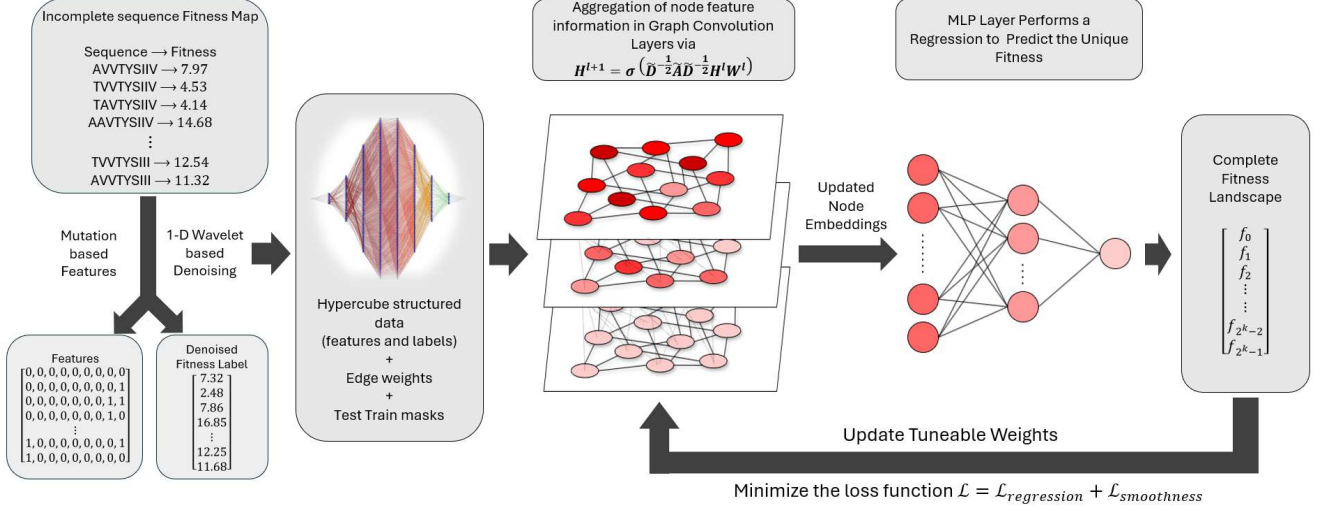 Incomplete sequence Fitness Map
Sequence → Fitness
AVVTYSIIV → 7.97
TVVTYSIIV → 4.53
TAVTYSIIV → 4.14
AAVTYSIIV → 14.68
⋮
TVVTYSIII → 12.54
AVVTYSIII → 11.32
Mutation
based
Features
1-D Wavelet
based
Denoising
Features
[0, 0, 0, 0, 0, 0, 0, 0, 0
0, 0, 0, 0, 0, 0, 0, 0, 1
0, 0, 0, 0, 0, 0, 0, 1, 1
0, 0, 0, 0, 0, 0, 0, 1, 0
⋮
1, 0, 0, 0, 0, 0, 0, 0, 1
1, 0, 0, 0, 0, 0, 0, 0, 0]
Denoised
Fitness Label
[7.32
2.48
7.86
16.85
⋮
12.25
11.68]
Hypercube structured
data
(features and labels)
+
Edge weights
+
Test Train masks
Aggregation of node feature
information in Graph Convolution
Layers via
H^{l+1} = σ(D̃^{-1/2}ÃD̃^{-1/2}H^lW^l)
Updated
Node
Embeddings
MLP Layer Performs a
Regression to Predict the Unique
Fitness
Complete
Fitness
Landscape
[f_0
f_1
f_2
⋮
⋮
f_{2^k-2}
f_{2^k-1}]
Update Tuneable Weights
Minimize the loss function ℒ = ℒ_{regression} + ℒ_{smoothness}